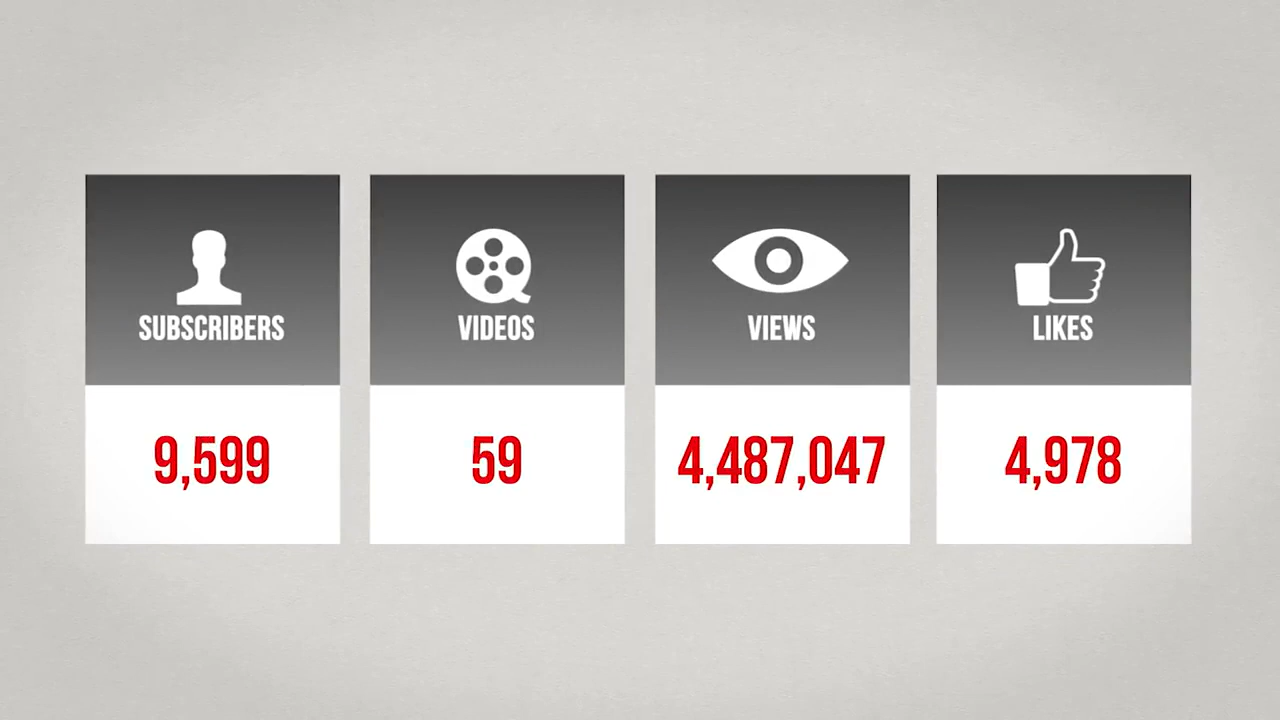 SUBSCRIBERS
VIDEOS
VIEWS
LIKES
9,599
59
4,487,047
4,978